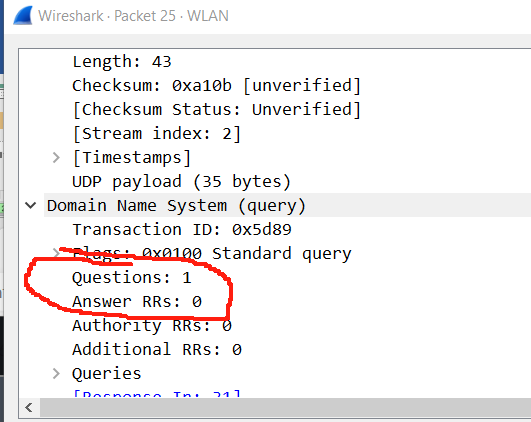 Wireshark · Packet 25 · WLAN
Length: 43
Checksum: 0xa10b [unverified]
[Checksum Status: Unverified]
[Stream index: 2]
[Timestamps]
UDP payload (35 bytes)
Domain Name System (query)
Transaction ID: 0x5d89
Flags: 0x0100 Standard query
Questions: 1
Answer RRs: 0
Authority RRs: 0
Additional RRs: 0
Queries
[Response In: 31]